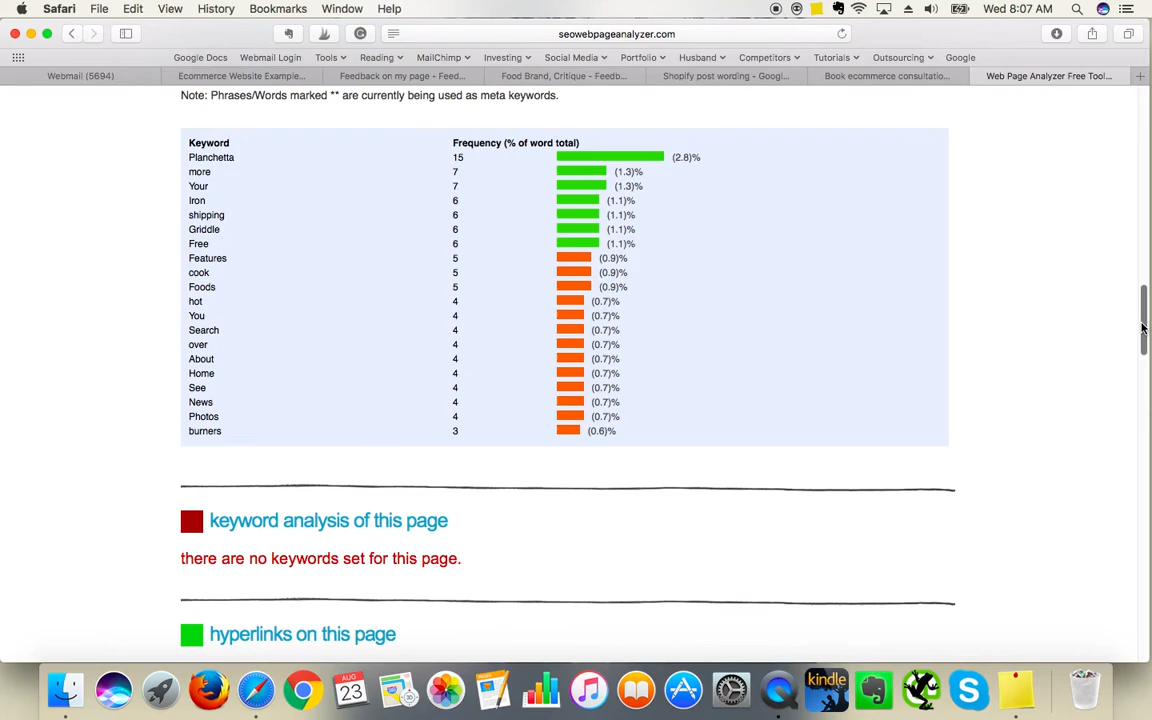 Safari File Edit View History Bookmarks Window Help Wed 8:07 AM
seowebpageanalyzer.com
Google Docs Webmail Login Tools Reading MailChimp Investing Social Media Portfolio Husband Competitors Tutorials Outsourcing Google
Webmail (5694) Ecommerce Website Example... Feedback on my page - Feed... Food Brand, Critique - Feedb... Shopify post wording - Googl... Book ecommerce consultatio... Web Page Analyzer Free Tool...
Note: Phrases/Words marked ** are currently being used as meta keywords.
Keyword Frequency (% of word total)
Planchetta 15 (2.8)%
more 7 (1.3)%
Your 7 (1.3)%
Iron 6 (1.1)%
shipping 6 (1.1)%
Griddle 6 (1.1)%
Free 6 (1.1)%
Features 5 (0.9)%
cook 5 (0.9)%
Foods 5 (0.9)%
hot 4 (0.7)%
You 4 (0.7)%
Search 4 (0.7)%
over 4 (0.7)%
About 4 (0.7)%
Home 4 (0.7)%
See 4 (0.7)%
News 4 (0.7)%
Photos 4 (0.7)%
burners 3 (0.6)%
keyword analysis of this page
there are no keywords set for this page.
hyperlinks on this page
AUG
23
kindle